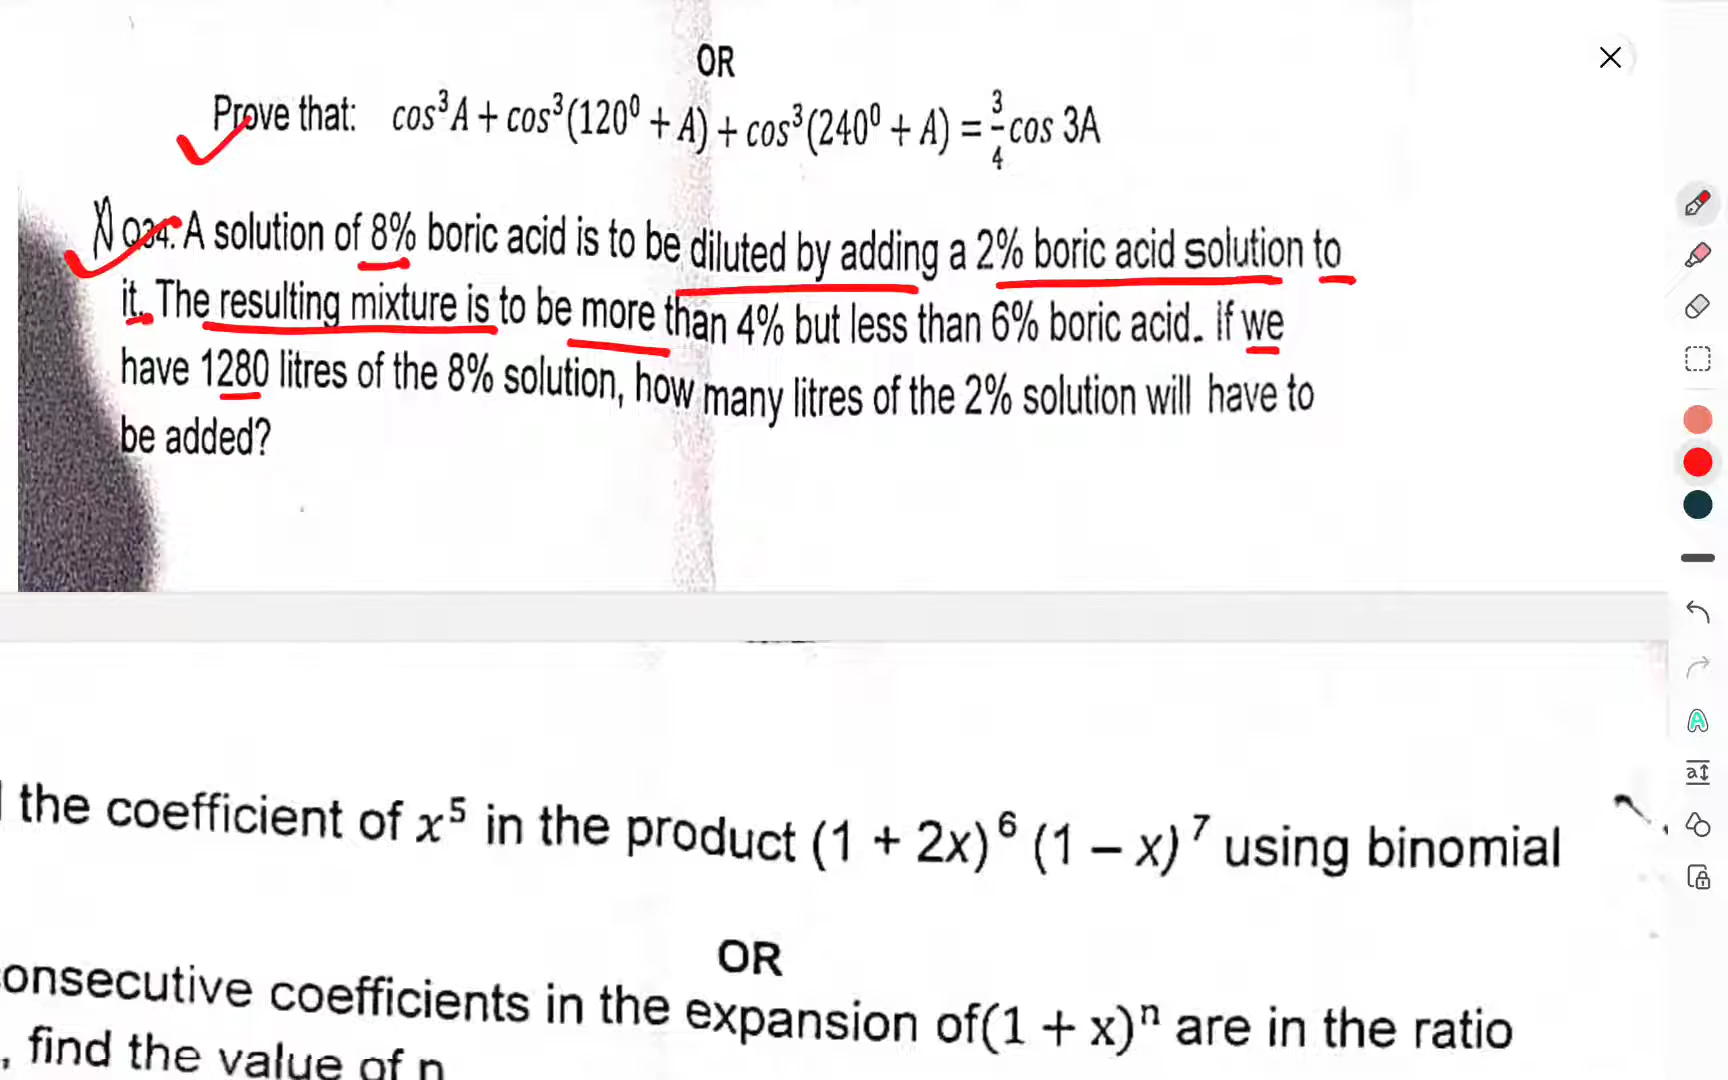 OR
Prove that: cos³A + cos³(120⁰ + A) + cos³(240⁰ + A) = 3/4 cos 3A
Q34. A solution of 8% boric acid is to be diluted by adding a 2% boric acid solution to
it. The resulting mixture is to be more than 4% but less than 6% boric acid. If we
have 1280 litres of the 8% solution, how many litres of the 2% solution will have to
be added?
the coefficient of x⁵ in the product (1 + 2x)⁶ (1 – x)⁷ using binomial
OR
onsecutive coefficients in the expansion of(1 + x)ⁿ are in the ratio
, find the value of n